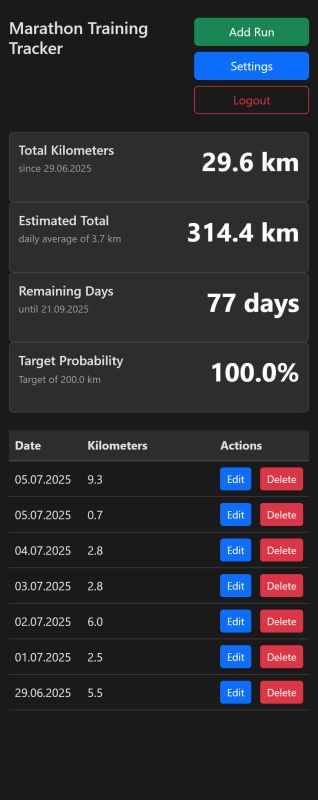 Marathon Training
Tracker
Add Run
Settings
Logout
Total Kilometers
since 29.06.2025
29.6 km
Estimated Total
daily average of 3.7 km
314.4 km
Remaining Days
until 21.09.2025
77 days
Target Probability
Target of 200.0 km
100.0%
Date Kilometers Actions
05.07.2025 9.3 Edit Delete
05.07.2025 0.7 Edit Delete
04.07.2025 2.8 Edit Delete
03.07.2025 2.8 Edit Delete
02.07.2025 6.0 Edit Delete
01.07.2025 2.5 Edit Delete
29.06.2025 5.5 Edit Delete